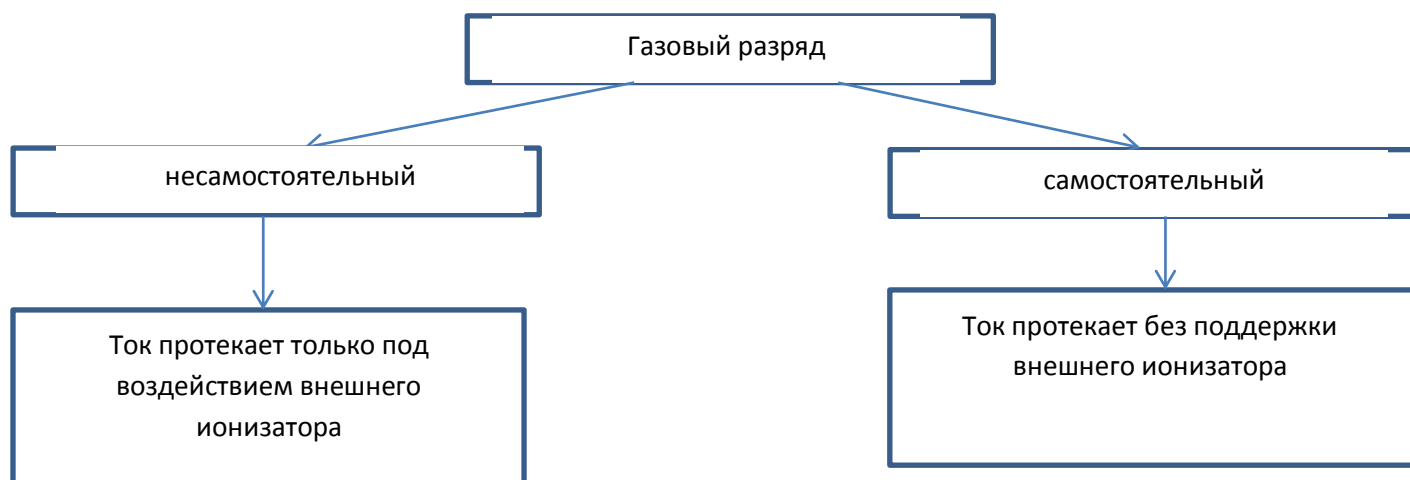 Газовый разряд
несамостоятельный
самостоятельный
Ток протекает только под
воздействием внешнего
ионизатора
Ток протекает без поддержки
внешнего ионизатора